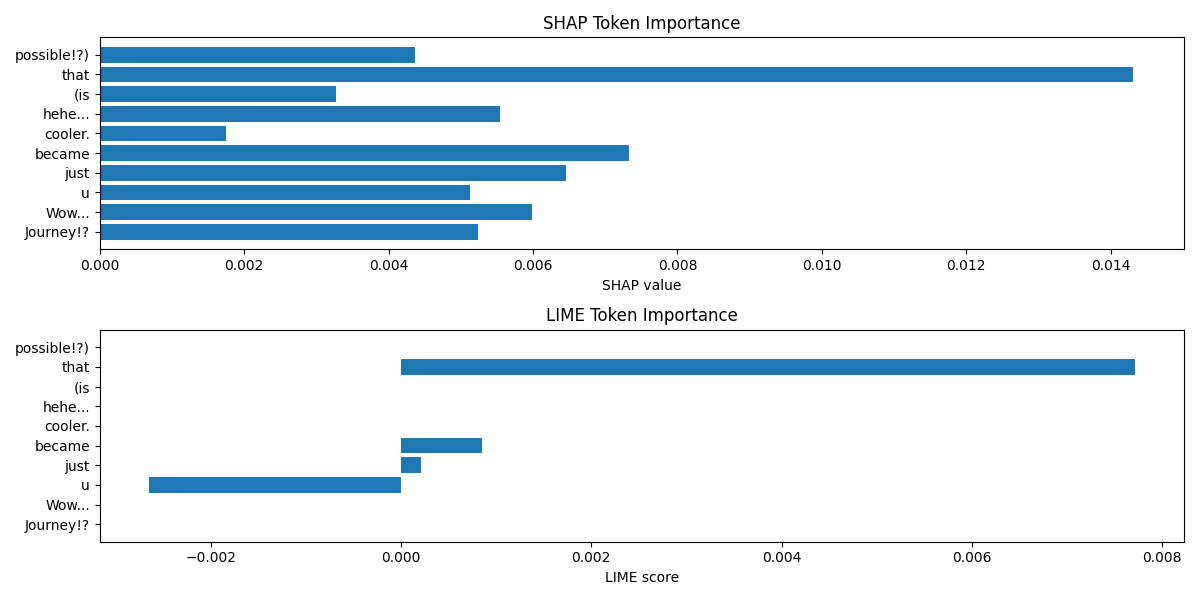 SHAP Token Importance
possible!?)
that
(is
hehe...
cooler.
became
just
u
Wow...
Journey!?
0.000 0.002 0.004 0.006 0.008 0.010 0.012 0.014
SHAP value
LIME Token Importance
possible!?)
that
(is
hehe...
cooler.
became
just
u
Wow...
Journey!?
−0.002 0.000 0.002 0.004 0.006 0.008
LIME score